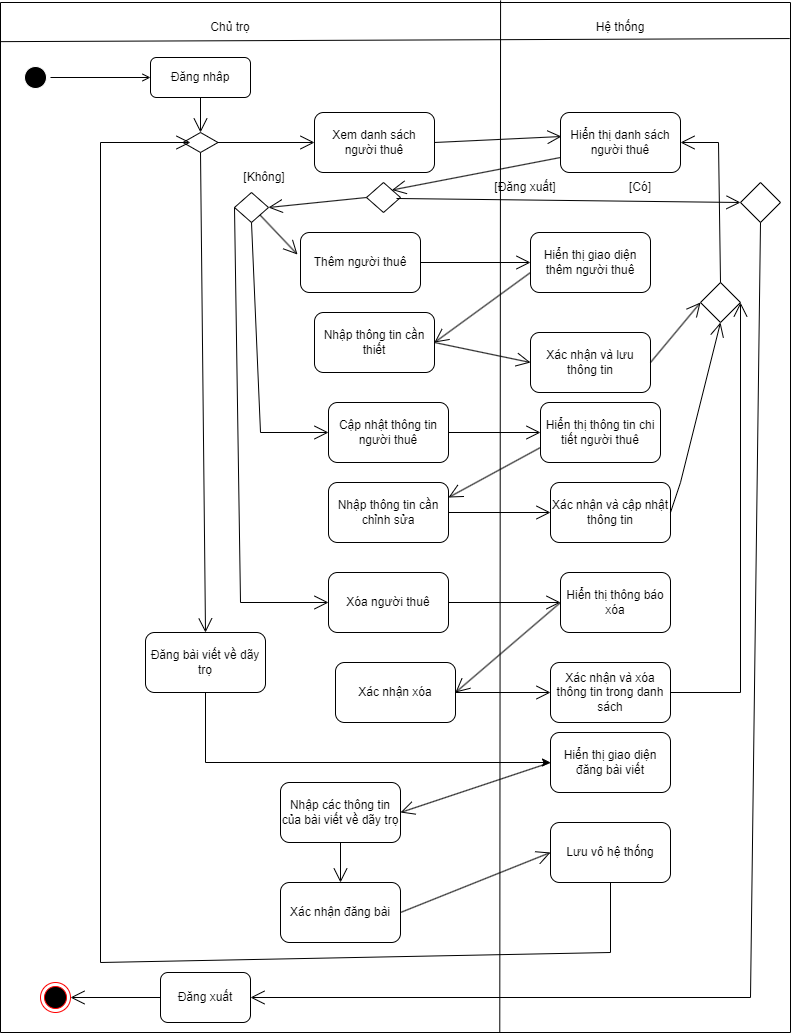 Chủ trọ
Hệ thống
Đăng nhâp
Xem danh sách
người thuê
Hiển thị danh sách
người thuê
[Không]
[Đăng xuất]
[Có]
Thêm người thuê
Hiển thị giao diện
thêm người thuê
Nhập thông tin cần
thiết
Xác nhận và lưu
thông tin
Cập nhật thông tin
người thuê
Hiển thị thông tin chi
tiết người thuê
Nhập thông tin cần
chỉnh sửa
Xác nhận và cập nhật
thông tin
Xóa người thuê
Hiển thị thông báo
xóa
Đăng bài viết về dãy
trọ
Xác nhận xóa
Xác nhận và xóa
thông tin trong danh
sách
Hiển thị giao diện
đăng bài viết
Nhập các thông tin
của bài viết về dãy trọ
Lưu vô hệ thống
Xác nhận đăng bài
Đăng xuất